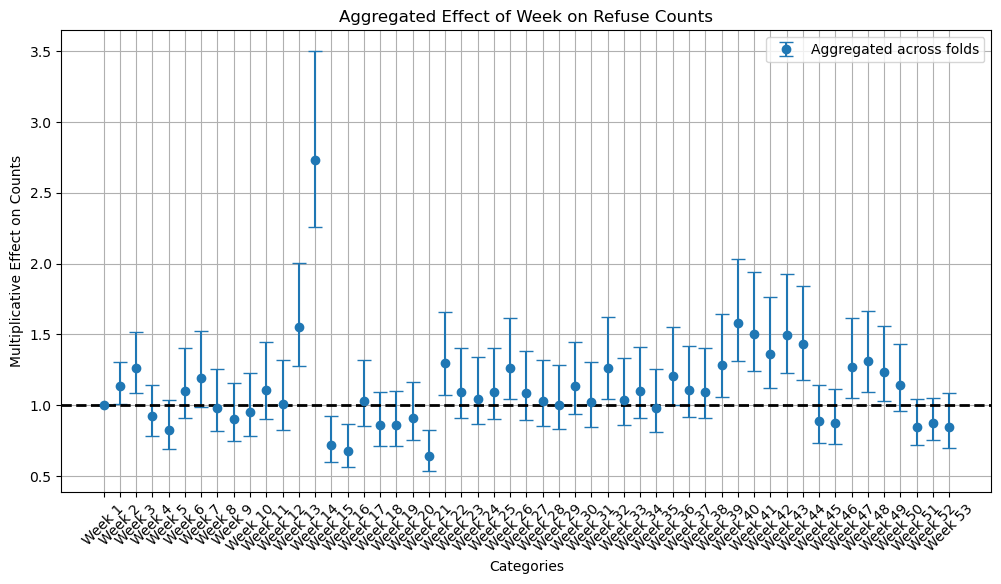 Aggregated Effect of Week on Refuse Counts
Aggregated across folds
Multiplicative Effect on Counts
3.5
3.0
2.5
2.0
1.5
1.0
0.5
Week 1
Week 2
Week 3
Week 4
Week 5
Week 6
Week 7
Week 8
Week 9
Week 10
Week 11
Week 12
Week 13
Week 14
Week 15
Week 16
Week 17
Week 18
Week 19
Week 20
Week 21
Week 22
Week 23
Week 24
Week 25
Week 26
Week 27
Week 28
Week 29
Week 30
Week 31
Week 32
Week 33
Week 34
Week 35
Week 36
Week 37
Week 38
Week 39
Week 40
Week 41
Week 42
Week 43
Week 44
Week 45
Week 46
Week 47
Week 48
Week 49
Week 50
Week 51
Week 52
Week 53
Categories